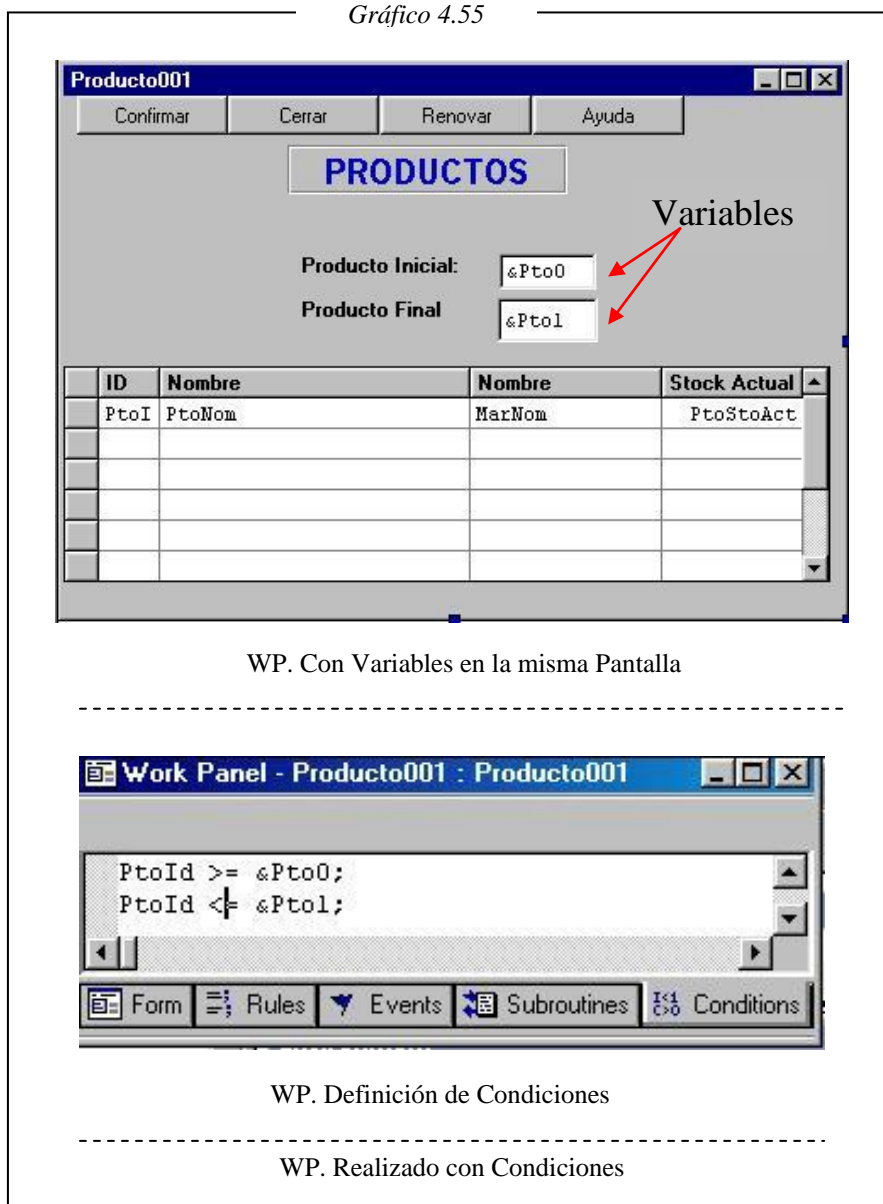 Gráfico 4.55
Producto001
Confirmar Cerrar Renovar Ayuda
PRODUCTOS
Variables
Producto Inicial: &Pto0
Producto Final &Pto1
ID Nombre Nombre Stock Actual
PtoI PtoNom MarNom PtoStoAct
WP. Con Variables en la misma Pantalla
Work Panel - Producto001 : Producto001
PtoId >= &Pto0;
PtoId <= &Pto1;
Form Rules Events Subroutines Conditions
WP. Definición de Condiciones
WP. Realizado con Condiciones